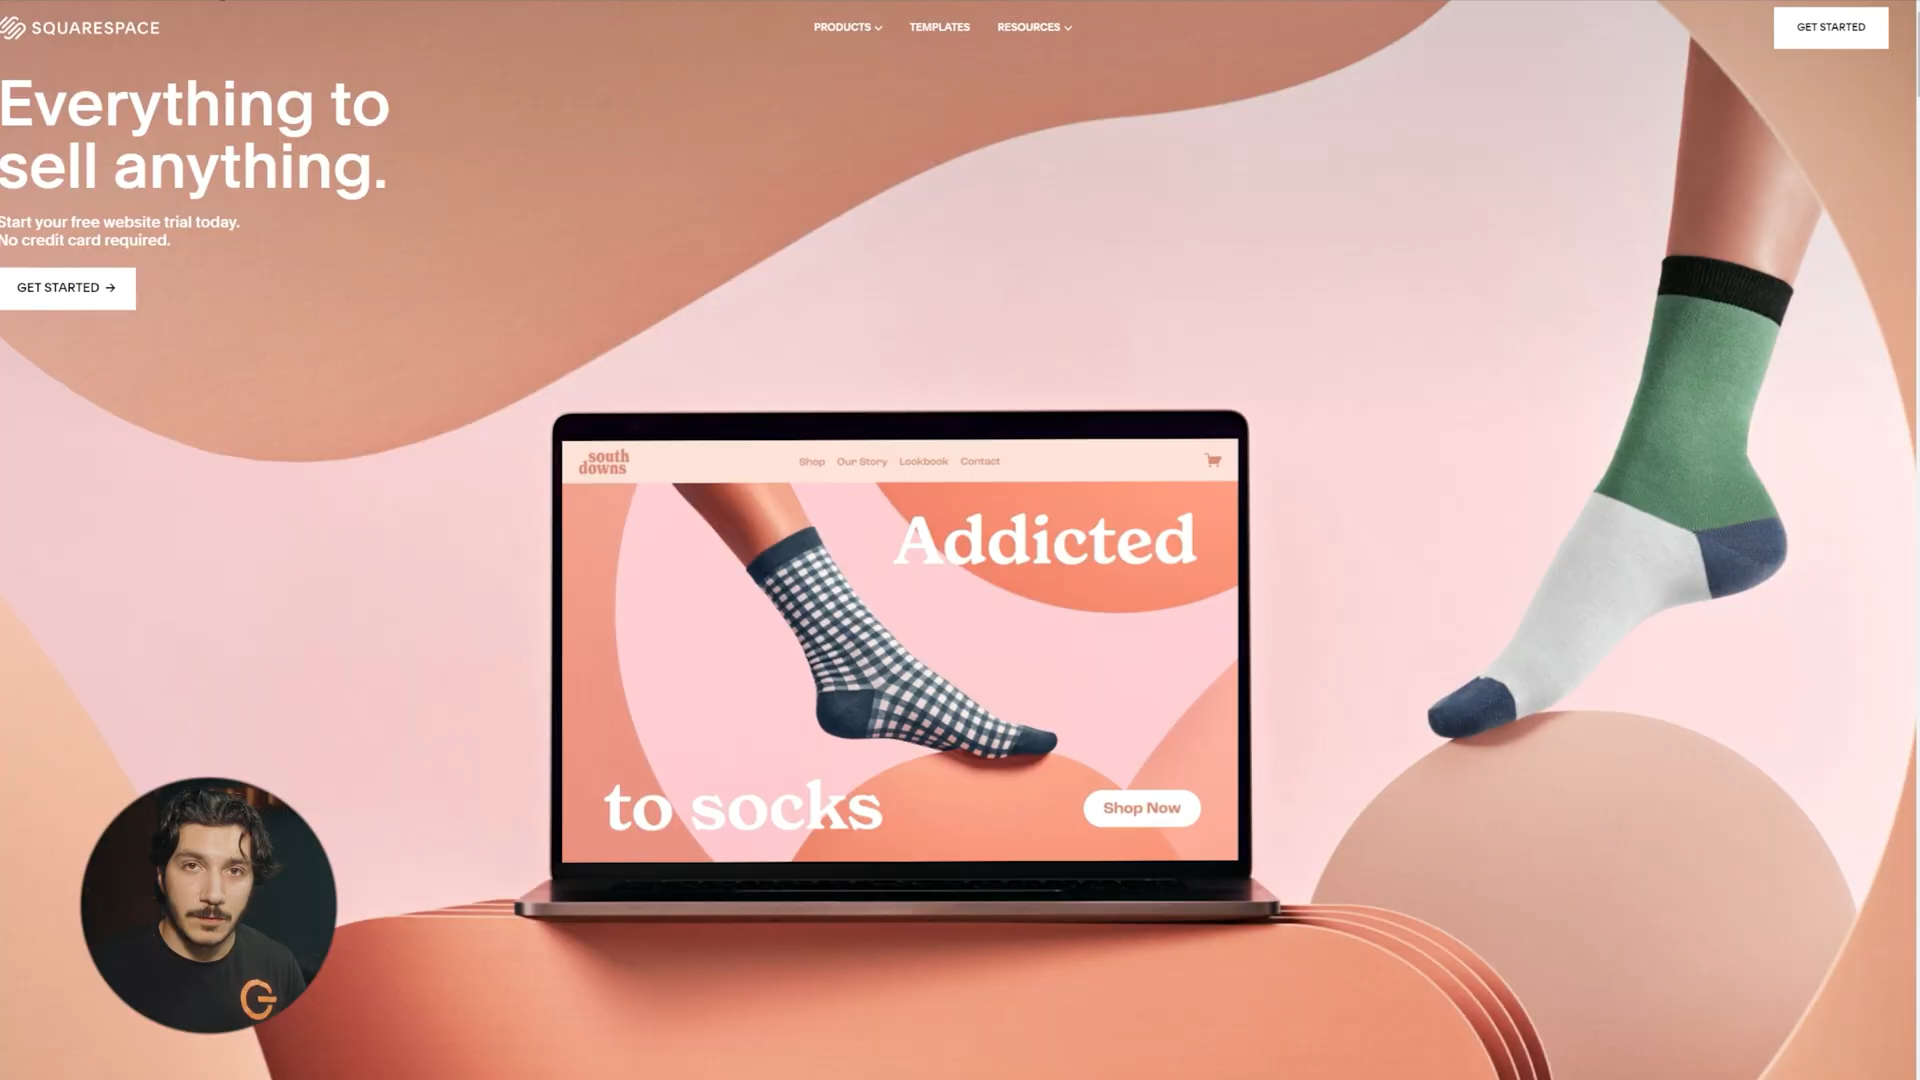 SQUARESPACE
PRODUCTS
TEMPLATES
RESOURCES
GET STARTED
Everything to
sell anything.
Start your free website trial today.
No credit card required.
GET STARTED →
south
downs
Shop
Our Story
Lookbook
Contact
Addicted
to socks
Shop Now
G